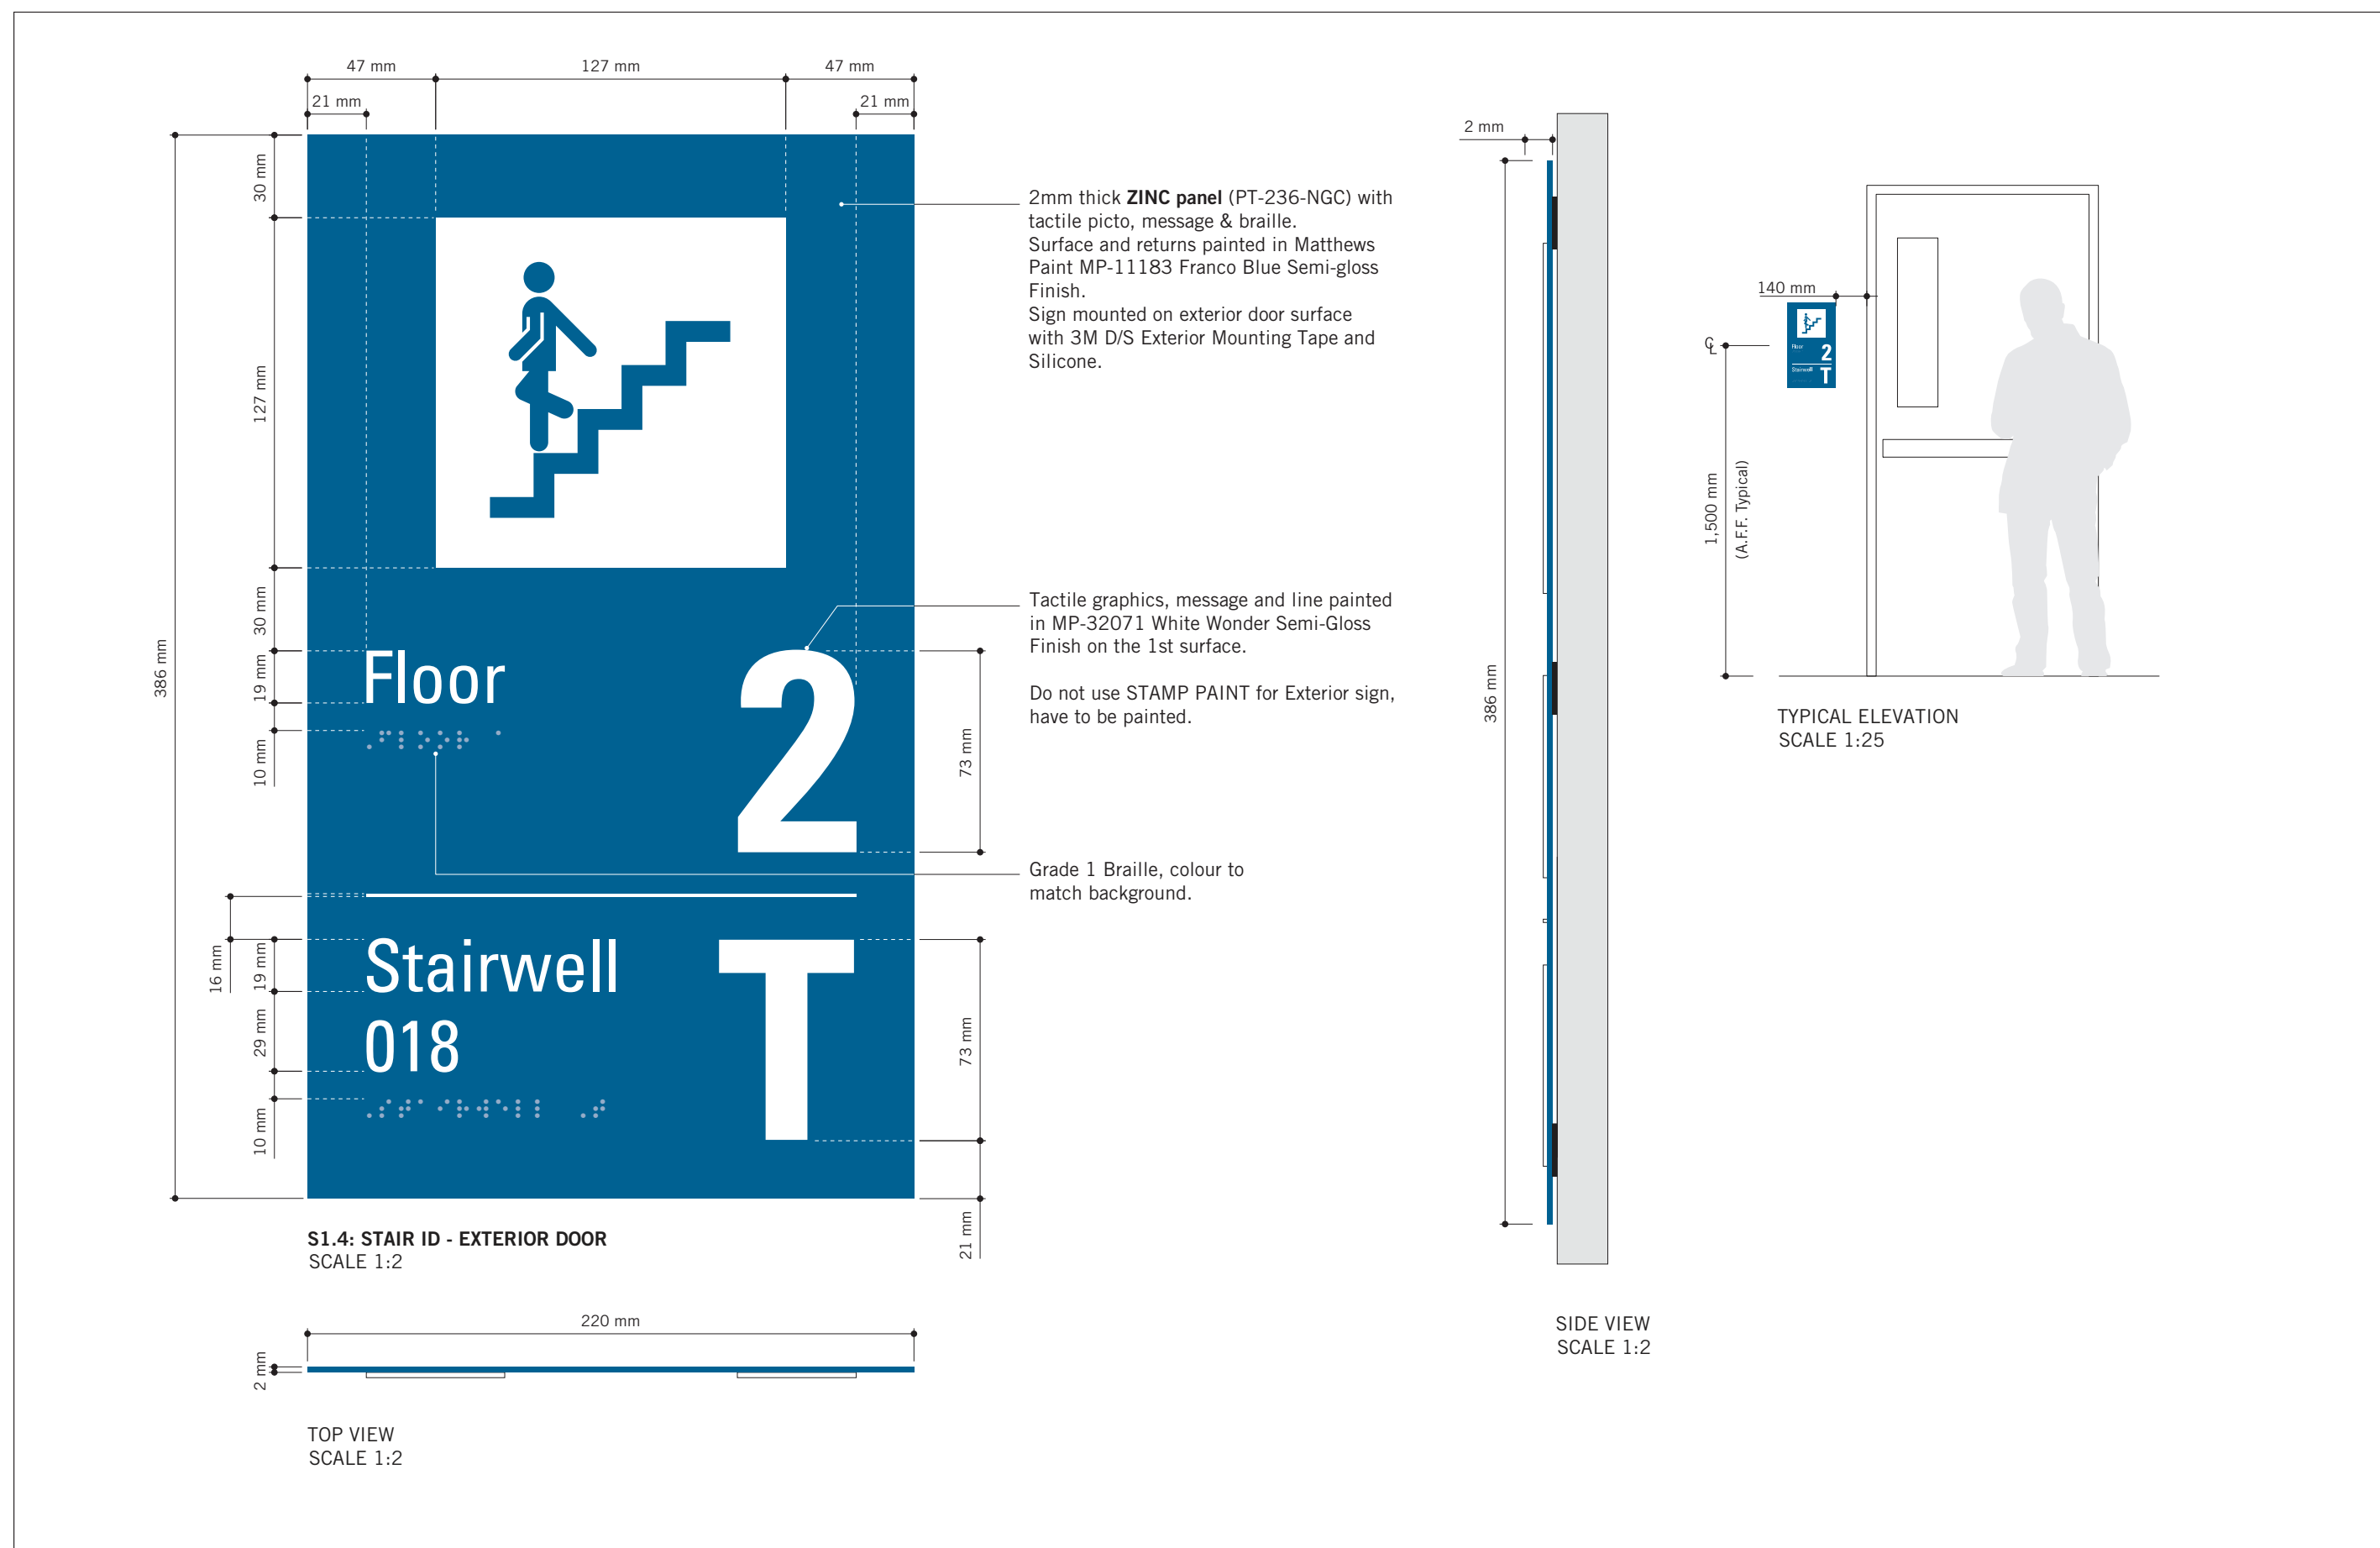 47 mm
127 mm
47 mm
21 mm
21 mm
386 mm
30 mm
127 mm
30 mm
19 mm
10 mm
16 mm
19 mm
29 mm
10 mm
Floor
2
Stairwell
018
T
73 mm
73 mm
21 mm
2mm thick ZINC panel (PT-236-NGC) with
tactile picto, message & braille.
Surface and returns painted in Matthews
Paint MP-11183 Franco Blue Semi-gloss
Finish.
Sign mounted on exterior door surface
with 3M D/S Exterior Mounting Tape and
Silicone.
Tactile graphics, message and line painted
in MP-32071 White Wonder Semi-Gloss
Finish on the 1st surface.
Do not use STAMP PAINT for Exterior sign,
have to be painted.
Grade 1 Braille, colour to
match background.
S1.4: STAIR ID - EXTERIOR DOOR
SCALE 1:2
220 mm
2 mm
TOP VIEW
SCALE 1:2
2 mm
386 mm
SIDE VIEW
SCALE 1:2
140 mm
CL
1,500 mm
(A.F.F. Typical)
Floor
2
Stairwell
T
TYPICAL ELEVATION
SCALE 1:25